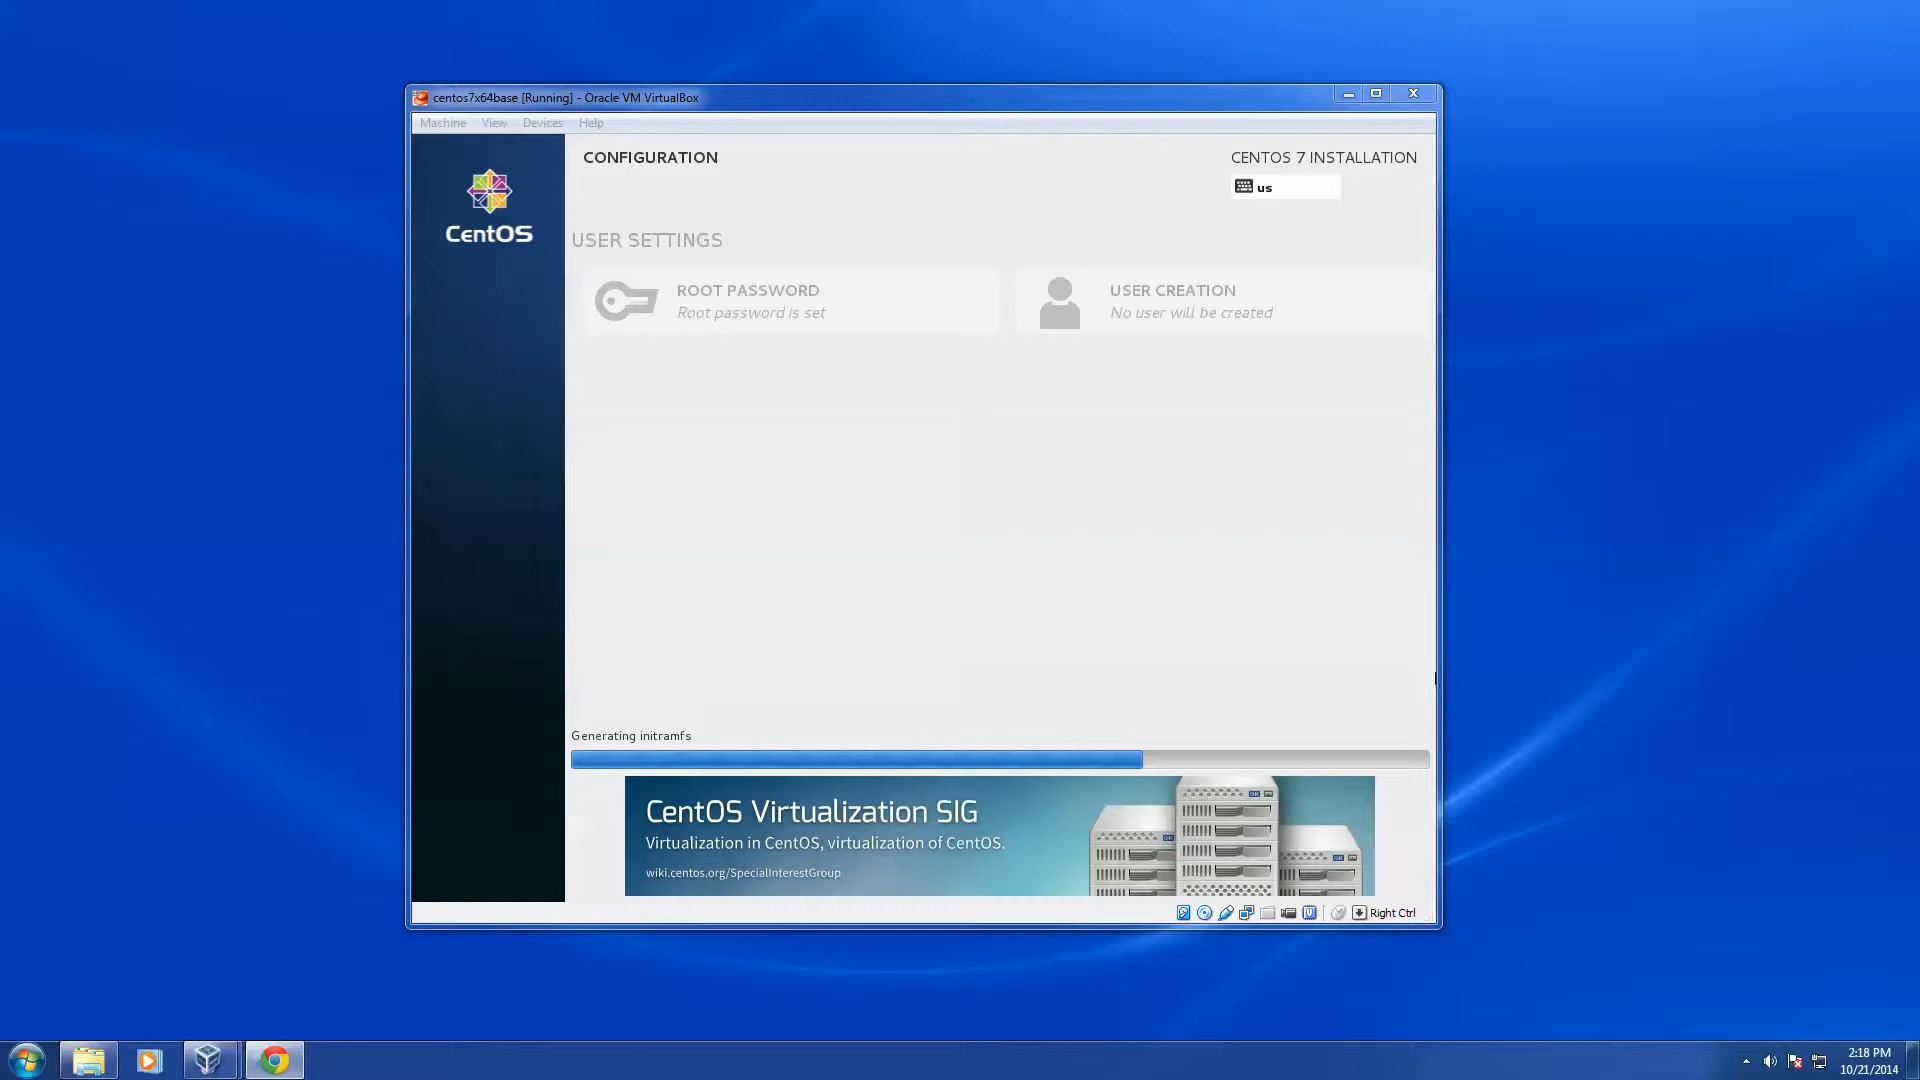 centos7x64base [Running] - Oracle VM VirtualBox
Machine View Devices Help
CentOS
CONFIGURATION
CENTOS 7 INSTALLATION
us
USER SETTINGS
ROOT PASSWORD
Root password is set
USER CREATION
No user will be created
Generating initramfs
CentOS Virtualization SIG
Virtualization in CentOS, virtualization of CentOS.
wiki.centos.org/SpecialInterestGroup
Right Ctrl
2:18 PM
10/21/2014